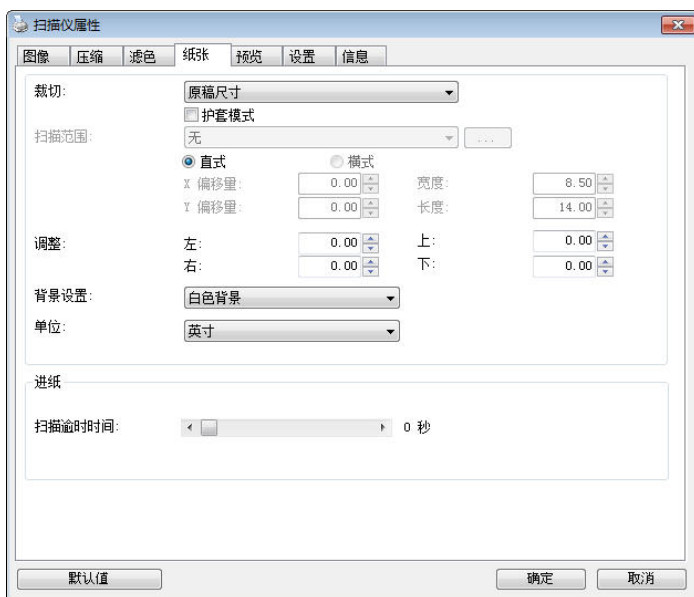 扫描仪属性
图像 压缩 滤色 纸张 预览 设置 信息
裁切: 原稿尺寸
护套模式
扫描范围: 无 ...
直式 横式
X 偏移量: 0.00 宽度: 8.50
Y 偏移量: 0.00 长度: 14.00
调整: 左: 0.00 上: 0.00
右: 0.00 下: 0.00
背景设置: 白色背景
单位: 英寸
进纸
扫描逾时时间: 0 秒
默认值 确定 取消